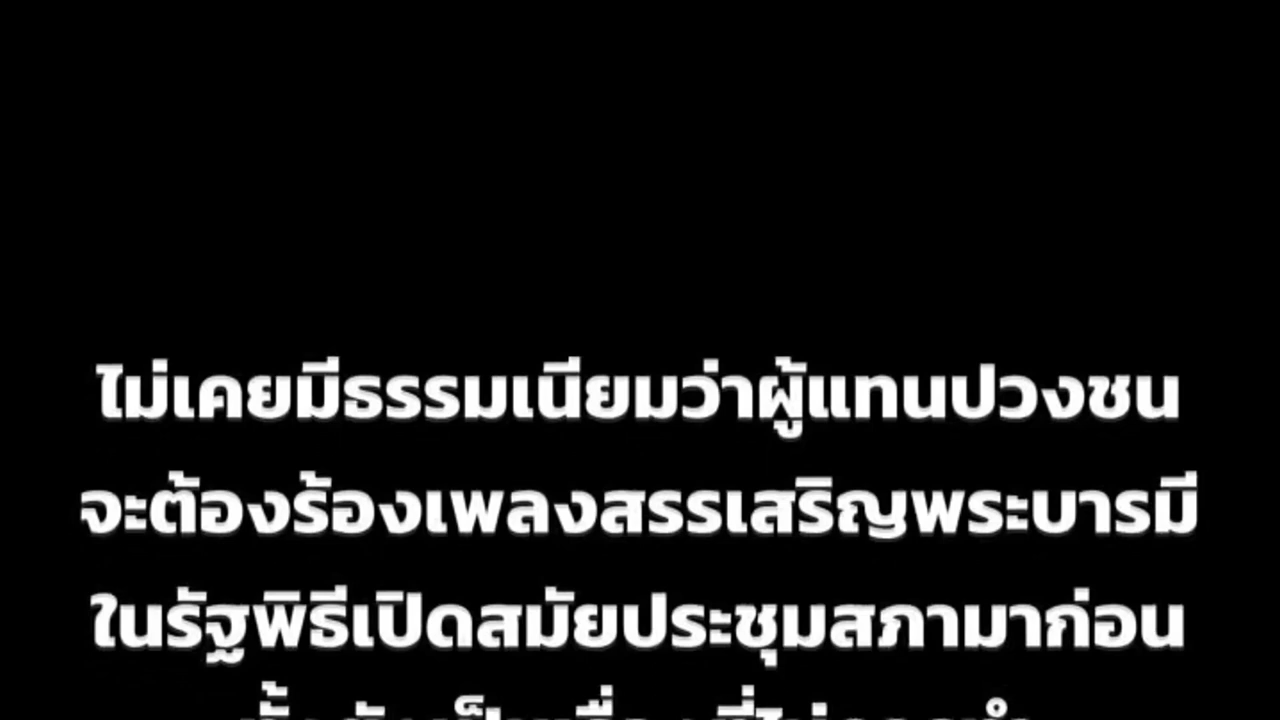 ไม่เคยมีธรรมเนียมว่าผู้แทนปวงชน
จะต้องร้องเพลงสรรเสริญพระบารมี
ในรัฐพิธีเปิดสมัยประชุมสภามาก่อน